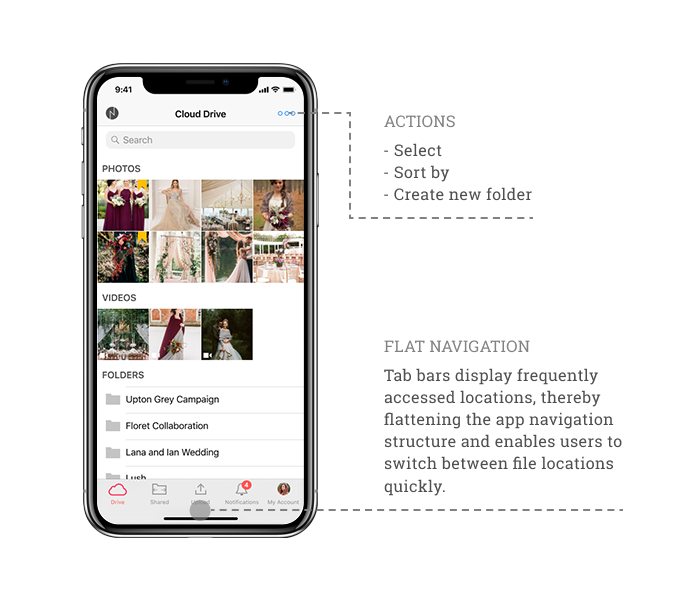 9:41
Cloud Drive
Search
PHOTOS
VIDEOS
FOLDERS
Upton Grey Campaign
Floret Collaboration
Lana and Ian Wedding
Lush
4
Drive
Shared
Upload
Notifications
My Account
ACTIONS
- Select
- Sort by
- Create new folder
FLAT NAVIGATION
Tab bars display frequently
accessed locations, thereby
flattening the app navigation
structure and enables users to
switch between file locations
quickly.